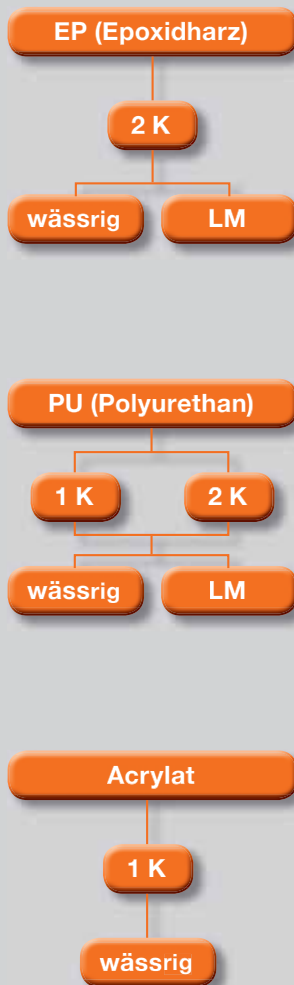 EP (Epoxidharz)
2 K
wässrig LM
PU (Polyurethan)
1 K 2 K
wässrig LM
Acrylat
1 K
wässrig